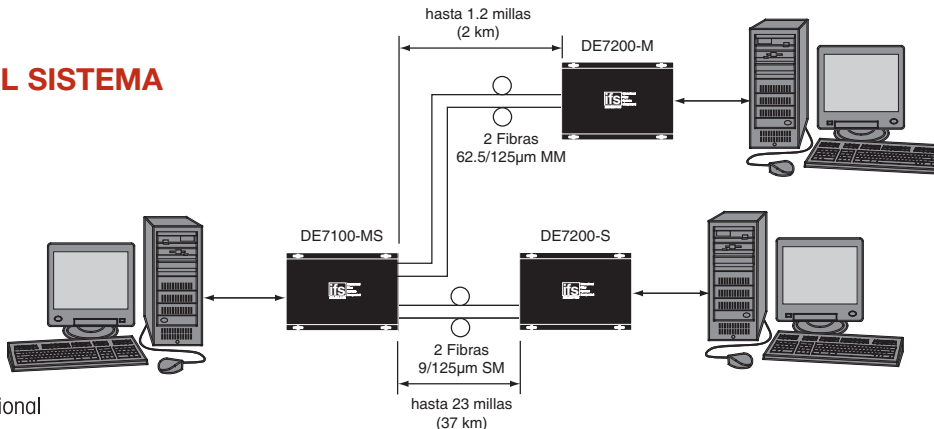 hasta 1.2 millas
(2 km)
DE7200-M
L SISTEMA
ifs
2 Fibras
62.5/125µm MM
DE7100-MS
DE7200-S
ifs
ifs
2 Fibras
9/125µm SM
hasta 23 millas
(37 km)
ional